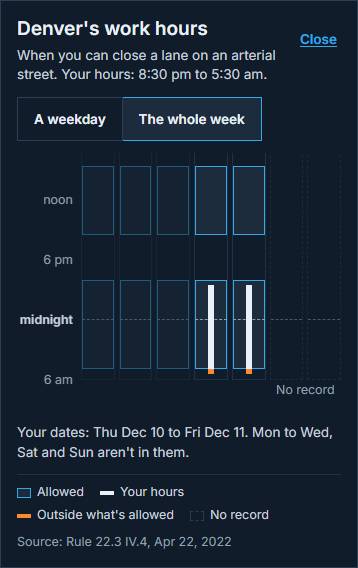 Denver's work hours
Close
When you can close a lane on an arterial
street. Your hours: 8:30 pm to 5:30 am.
A weekday
The whole week
noon
6 pm
midnight
6 am
No record
Your dates: Thu Dec 10 to Fri Dec 11. Mon to Wed,
Sat and Sun aren't in them.
Allowed
Your hours
Outside what's allowed
No record
Source: Rule 22.3 IV.4, Apr 22, 2022